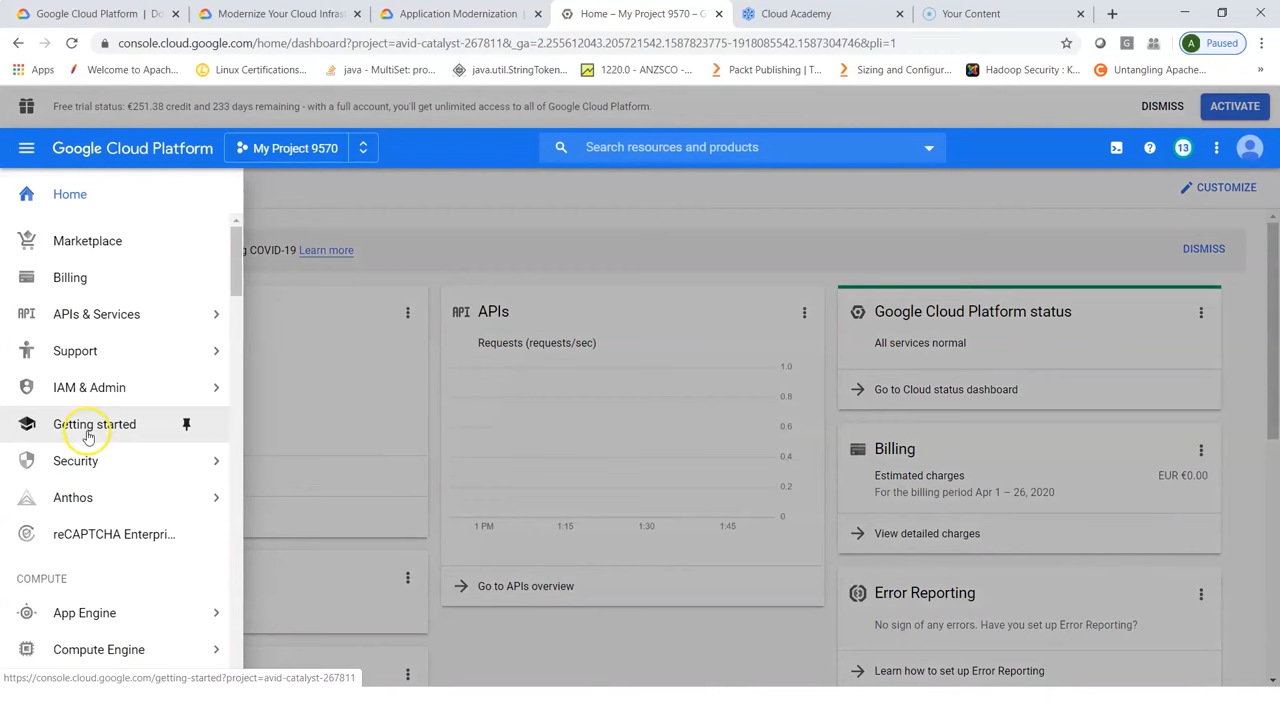 Google Cloud Platform | Do
Modernize Your Cloud Infrast
Application Modernization |
Home – My Project 9570 – G
Cloud Academy
Your Content
console.cloud.google.com/home/dashboard?project=avid-catalyst-267811&_ga=2.255612043.205721542.1587823775-1918085542.1587304746&pli=1
A
Paused
Apps
Welcome to Apach...
Linux Certifications...
java - MultiSet: pro...
java.util.StringToken...
1220.0 - ANZSCO -...
Packt Publishing | T...
Sizing and Configur...
Hadoop Security : K...
Untangling Apache...
»
Free trial status: €251.38 credit and 233 days remaining - with a full account, you'll get unlimited access to all of Google Cloud Platform.
DISMISS
ACTIVATE
Google Cloud Platform
My Project 9570
Search resources and products
13
Home
CUSTOMIZE
Marketplace
g COVID-19 Learn more
DISMISS
Billing
API APIs & Services
Support
IAM & Admin
Getting started
Security
Anthos
reCAPTCHA Enterpri...
COMPUTE
App Engine
Compute Engine
API APIs
Requests (requests/sec)
1.0
0.8
0.6
0.4
0.2
0
1 PM
1:15
1:30
1:45
Go to APIs overview
Google Cloud Platform status
All services normal
Go to Cloud status dashboard
Billing
Estimated charges
EUR €0.00
For the billing period Apr 1 – 26, 2020
View detailed charges
Error Reporting
No sign of any errors. Have you set up Error Reporting?
Learn how to set up Error Reporting
https://console.cloud.google.com/getting-started?project=avid-catalyst-267811